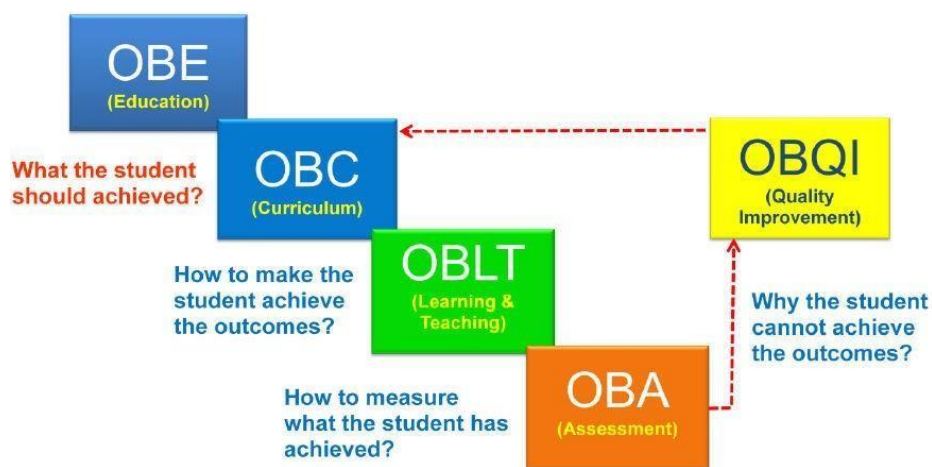 OBE
(Education)
What the student
should achieved?
OBC
(Curriculum)
How to make the
student achieve
the outcomes?
OBLT
(Learning &
Teaching)
How to measure
what the student has
achieved?
OBA
(Assessment)
Why the student
cannot achieve
the outcomes?
OBQI
(Quality
Improvement)